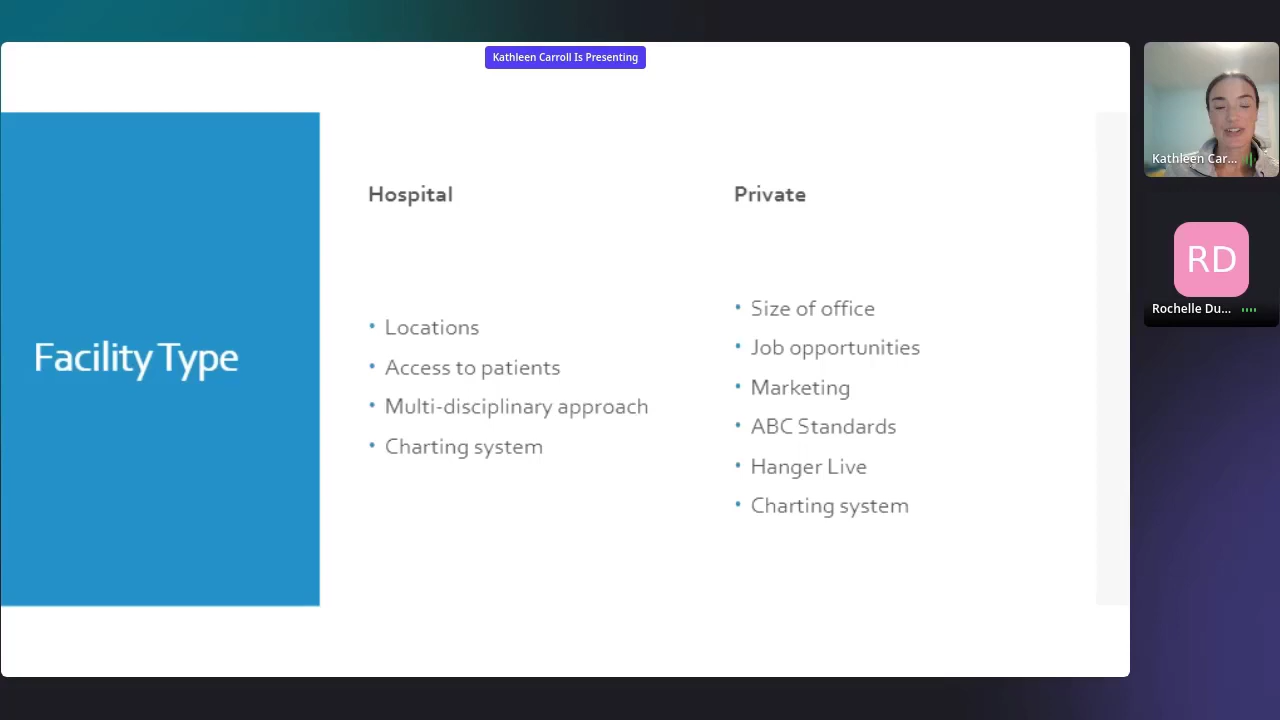 Kathleen Carroll Is Presenting
Facility Type
Hospital
• Locations
• Access to patients
• Multi-disciplinary approach
• Charting system
Private
• Size of office
• Job opportunities
• Marketing
• ABC Standards
• Hanger Live
• Charting system
Kathleen Car...
RD
Rochelle Du...